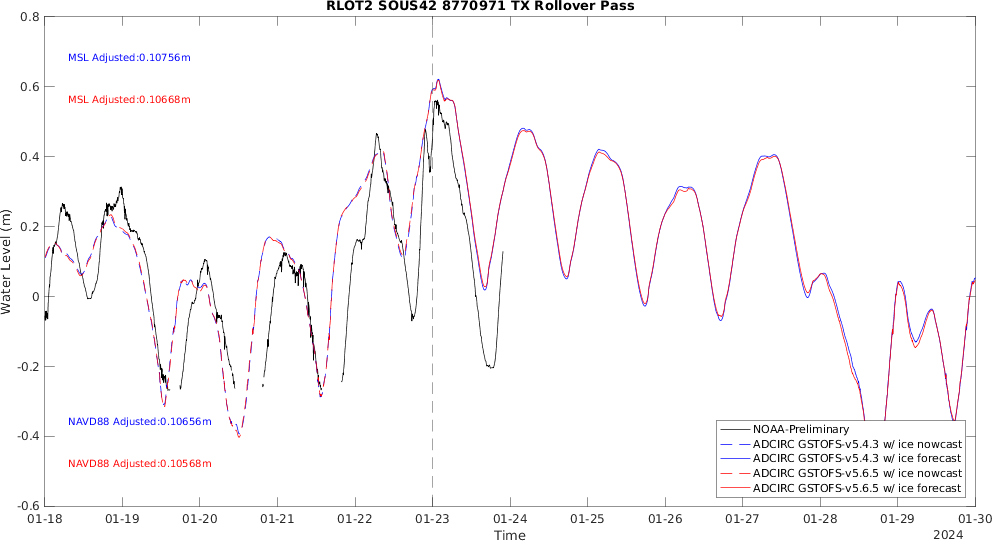 RLOT2 SOUS42 8770971 TX Rollover Pass
0.8
0.6
0.4
0.2
0
-0.2
-0.4
-0.6
Water Level (m)
MSL Adjusted:0.10756m
MSL Adjusted:0.10668m
NAVD88 Adjusted:0.10656m
NAVD88 Adjusted:0.10568m
NOAA-Preliminary
ADCIRC GSTOFS-v5.4.3 w/ ice nowcast
ADCIRC GSTOFS-v5.4.3 w/ ice forecast
ADCIRC GSTOFS-v5.6.5 w/ ice nowcast
ADCIRC GSTOFS-v5.6.5 w/ ice forecast
01-18 01-19 01-20 01-21 01-22 01-23 01-24 01-25 01-26 01-27 01-28 01-29 01-30
Time
2024